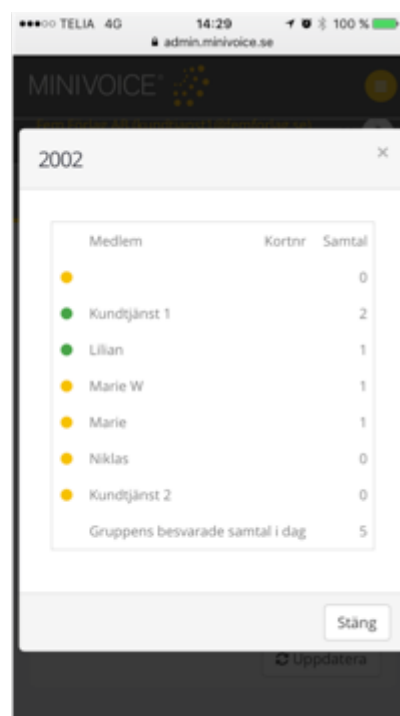 TELIA 4G 14:29 100 %
admin.minivoice.se
MINIVOICE
2002 ×
Medlem Kortnr Samtal
0
Kundtjänst 1 2
Lilian 1
Marie W 1
Marie 1
Niklas 0
Kundtjänst 2 0
Gruppens besvarade samtal i dag 5
Stäng
Uppdatera